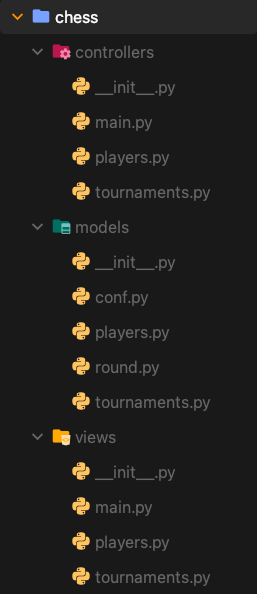 chess
controllers
__init__.py
main.py
players.py
tournaments.py
models
__init__.py
conf.py
players.py
round.py
tournaments.py
views
__init__.py
main.py
players.py
tournaments.py